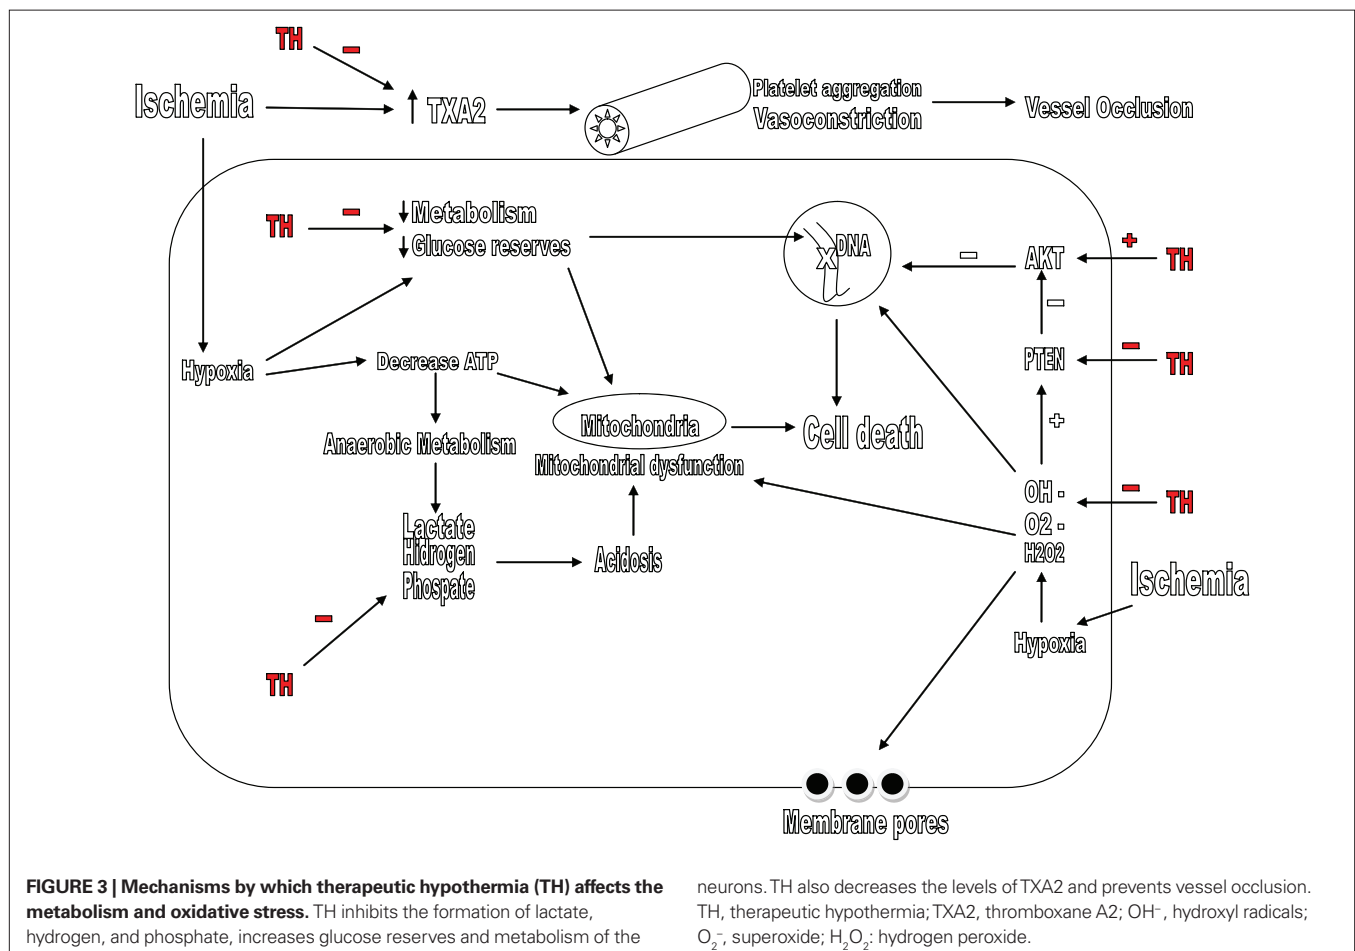 TH −
Ischemia
TXA2
Platelet aggregation
Vasoconstriction
Vessel Occlusion
TH −
Metabolism
Glucose reserves
X DNA
−
AKT
+
TH
−
Hypoxia
Decrease ATP
PTEN
−
TH
Mitochondria
Cell death
+
Anaerobic Metabolism
Mitochondrial dysfunction
OH -
O2 -
H2O2
−
TH
Lactate
Hidrogen
Phospate
Acidosis
Ischemia
−
TH
Hypoxia
Membrane pores
FIGURE 3 | Mechanisms by which therapeutic hypothermia (TH) affects the
metabolism and oxidative stress. TH inhibits the formation of lactate,
hydrogen, and phosphate, increases glucose reserves and metabolism of the
neurons. TH also decreases the levels of TXA2 and prevents vessel occlusion.
TH, therapeutic hypothermia; TXA2, thromboxane A2; OH⁻, hydroxyl radicals;
O₂⁻, superoxide; H₂O₂: hydrogen peroxide.